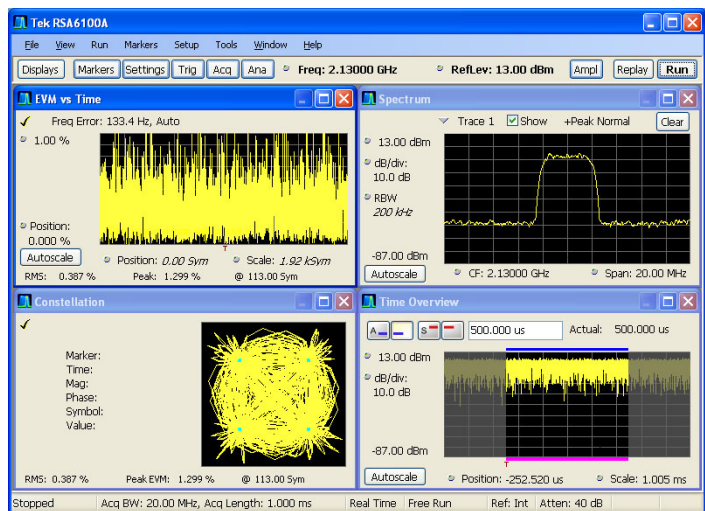 Tek RSA6100A
File View Run Markers Setup Tools Window Help
Displays Markers Settings Trig Acq Ana Freq: 2.13000 GHz RefLev: 13.00 dBm Ampl Replay Run
EVM vs Time
Freq Error: 133.4 Hz, Auto
1.00 %
Position:
0.000 %
T
Autoscale Position: 0.00 Sym Scale: 1.92 kSym
RMS: 0.387 % Peak: 1.299 % @ 113.00 Sym
Spectrum
Trace 1 Show +Peak Normal Clear
13.00 dBm
dB/div:
10.0 dB
RBW
200 kHz
-87.00 dBm
Autoscale CF: 2.13000 GHz Span: 20.00 MHz
Constellation
Marker:
Time:
Mag:
Phase:
Symbol:
Value:
RMS: 0.387 % Peak EVM: 1.299 % @ 113.00 Sym
Time Overview
A S 500.000 us Actual: 500.000 us
13.00 dBm
dB/div:
10.0 dB
-87.00 dBm
T
Autoscale Position: -252.520 us Scale: 1.005 ms
Stopped Acq BW: 20.00 MHz, Acq Length: 1.000 ms Real Time Free Run Ref: Int Atten: 40 dB